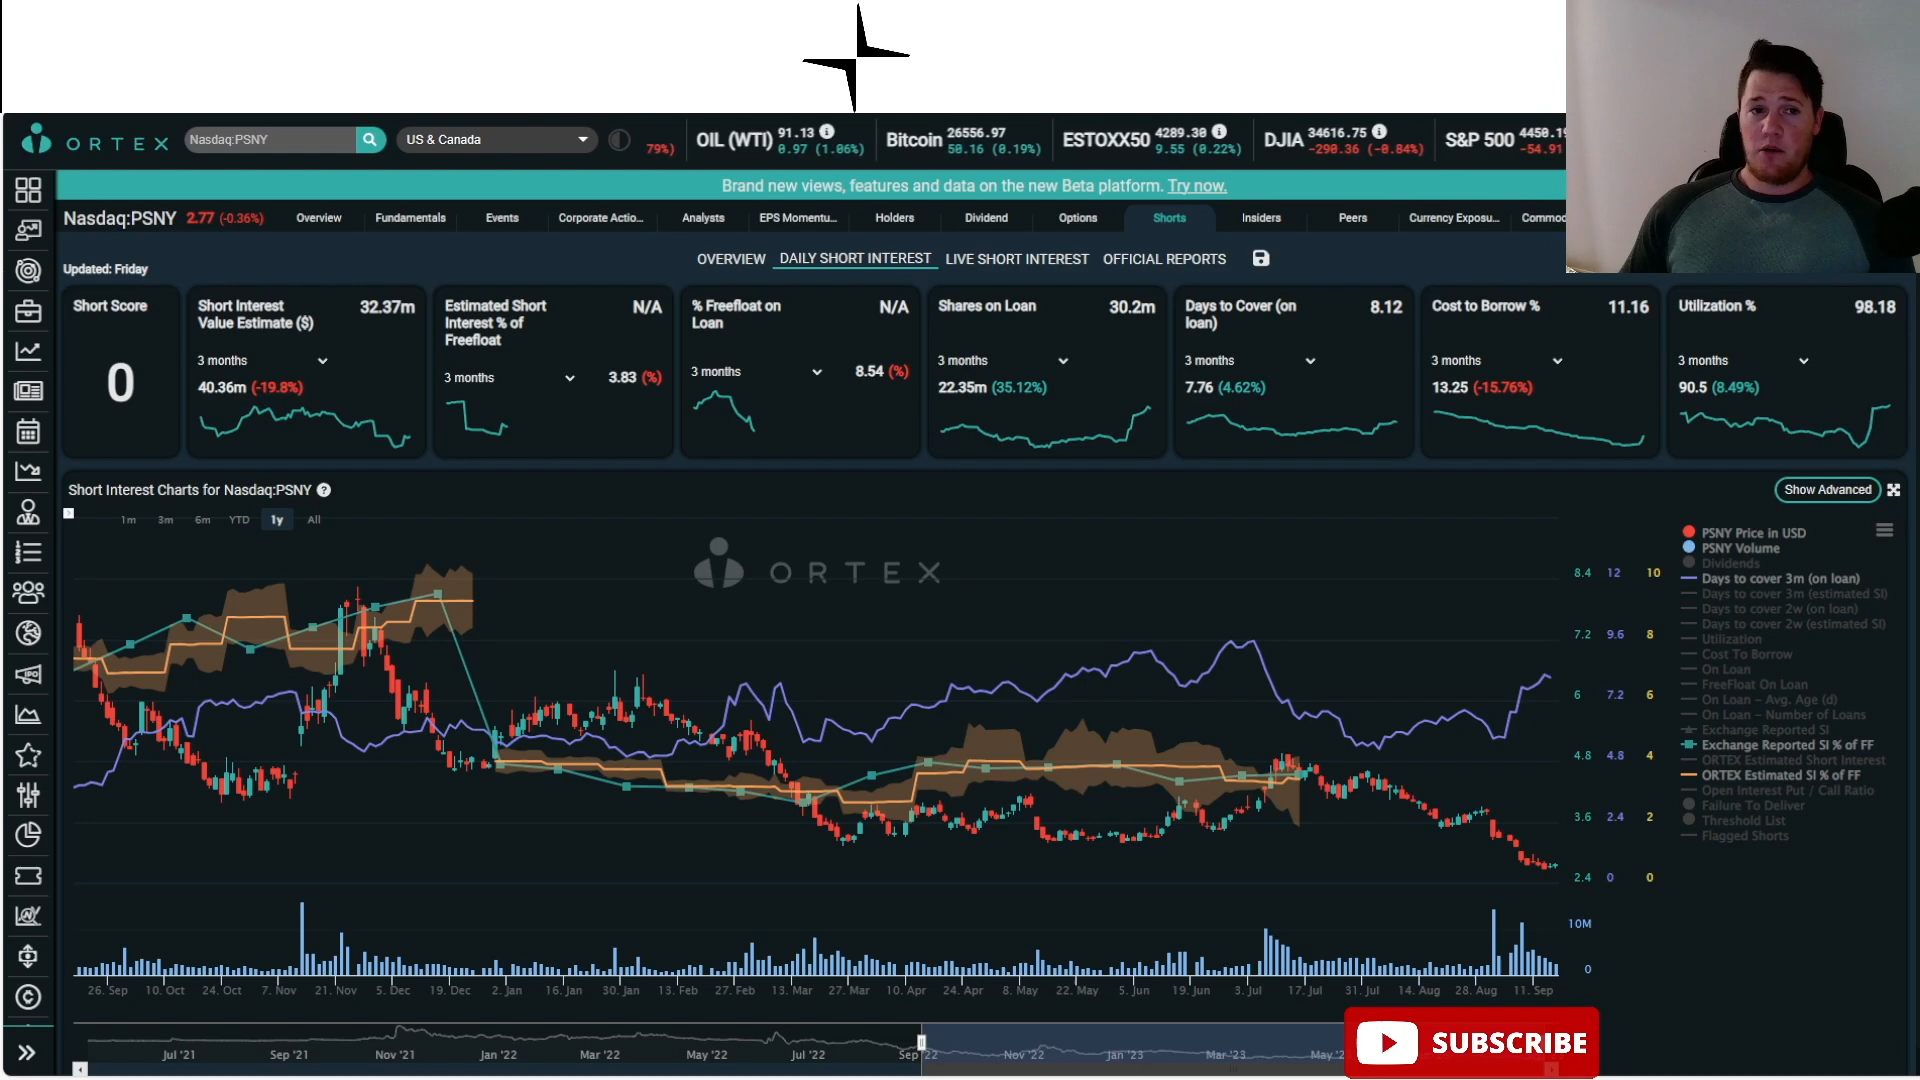 ORTEX
Nasdaq:PSNY
US & Canada
79%)
OIL (WTI) 91.13 0.97 (1.06%)
Bitcoin 26556.97 50.16 (0.19%)
ESTOXX50 4289.30 9.55 (0.22%)
DJIA 34616.75 -290.36 (-0.84%)
S&P 500 -54.91
Brand new views, features and data on the new Beta platform. Try now.
Nasdaq:PSNY 2.77 (-0.36%)
Overview Fundamentals Events Corporate Actio... Analysts EPS Momentu... Holders Dividend Options Shorts Insiders Peers Currency Exposu... Commod
OVERVIEW DAILY SHORT INTEREST LIVE SHORT INTEREST OFFICIAL REPORTS
Updated: Friday
Short Score
0
Short Interest Value Estimate ($) 32.37m
3 months
40.36m (-19.8%)
Estimated Short Interest % of Freefloat N/A
3 months 3.83 (%)
% Freefloat on Loan N/A
3 months 8.54 (%)
Shares on Loan 30.2m
3 months
22.35m (35.12%)
Days to Cover (on loan) 8.12
3 months
7.76 (4.62%)
Cost to Borrow % 11.16
3 months
13.25 (-15.76%)
Utilization % 98.18
3 months
90.5 (8.49%)
Short Interest Charts for Nasdaq:PSNY
Show Advanced
1m 3m 6m YTD 1y All
ORTEX
8.4 12 10
7.2 9.6 8
6 7.2 6
4.8 4.8 4
3.6 2.4 2
2.4 0 0
10M
0
PSNY Price in USD
PSNY Volume
Dividends
Days to cover 3m (on loan)
Days to cover 3m (estimated SI)
Days to cover 2w (on loan)
Days to cover 2w (estimated SI)
Utilization
Cost To Borrow
On Loan
FreeFloat On Loan
On Loan - Avg. Age (d)
On Loan - Number of Loans
Exchange Reported SI
Exchange Reported SI % of FF
ORTEX Estimated Short Interest
ORTEX Estimated SI % of FF
Open Interest Put / Call Ratio
Failure To Deliver
Threshold List
Flagged Shorts
26. Sep 10. Oct 24. Oct 7. Nov 21. Nov 5. Dec 19. Dec 2. Jan 16. Jan 30. Jan 13. Feb 27. Feb 13. Mar 27. Mar 10. Apr 24. Apr 8. May 22. May 5. Jun 19. Jun 3. Jul 17. Jul 31. Jul 14. Aug 28. Aug 11. Sep
Jul '21 Sep '21 Nov '21 Jan '22 Mar '22 May '22 Jul '22 Sep '22 Nov '22 Jan '23 Mar '23
SUBSCRIBE